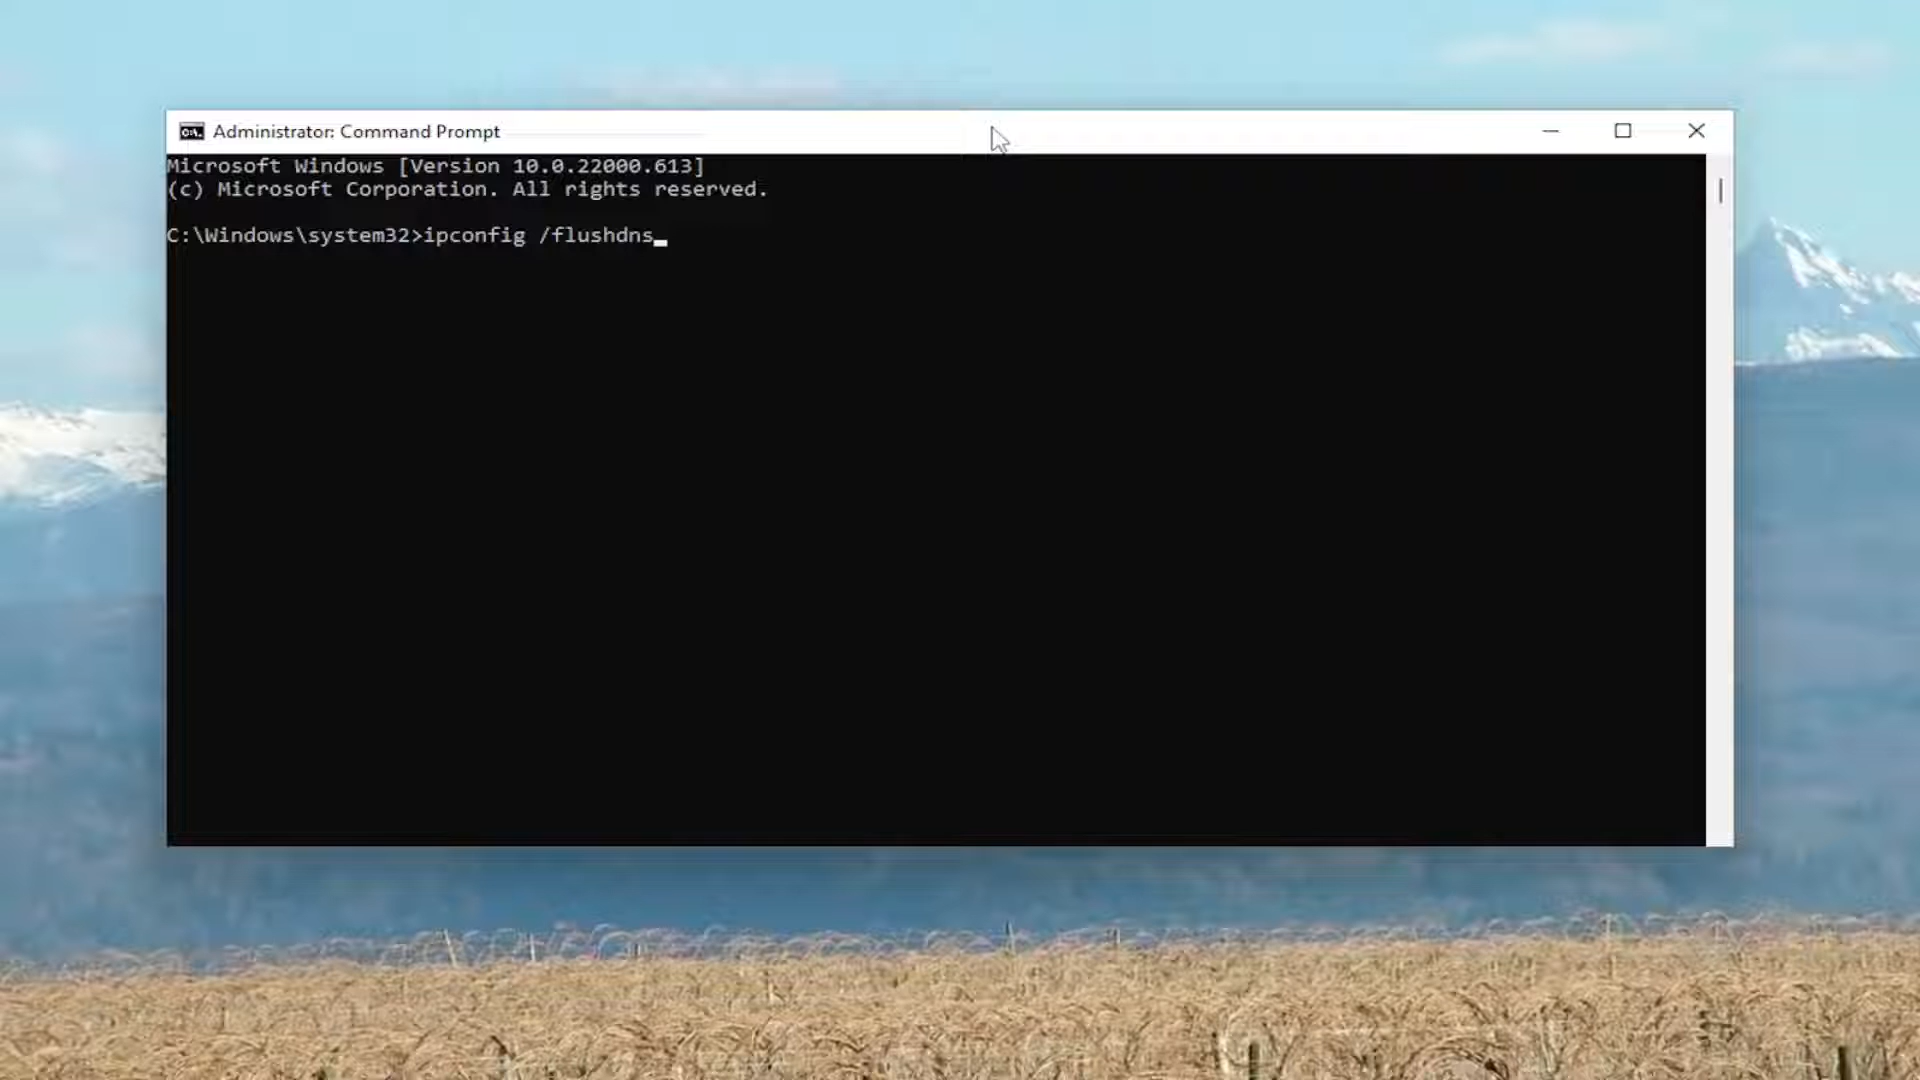 Administrator: Command Prompt
Microsoft Windows [Version 10.0.22000.613]
(c) Microsoft Corporation. All rights reserved.
C:\Windows\system32>ipconfig /flushdns